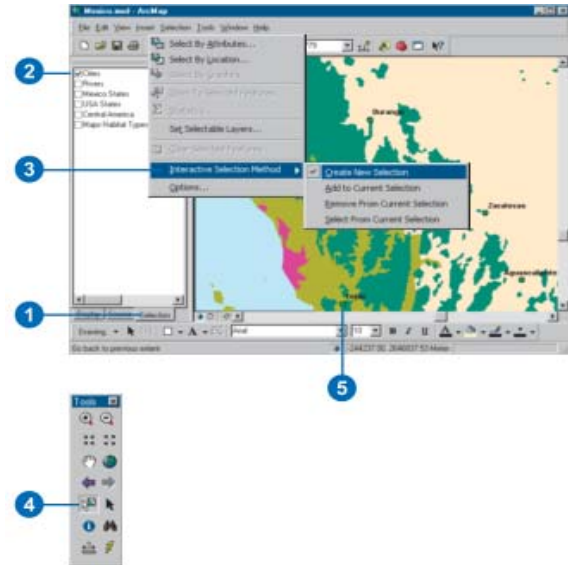 Mexico.mxd - ArcMap
File Edit View Insert Selection Tools Window Help
Select By Attributes...
Select By Location...
Select By Graphics
Set Selectable Layers...
Clear Selected Features
Interactive Selection Method
Options...
Create New Selection
Add to Current Selection
Remove From Current Selection
Select From Current Selection
2
Cities
Rivers
Mexico States
USA States
Central America
Major Habitat Types
3
Durango
Zacatecas
Aguascalientes
Tepic
1
Display Source Selection
Drawing
Arial
10
B I U
A
Go back to previous extent
5
Tools
4